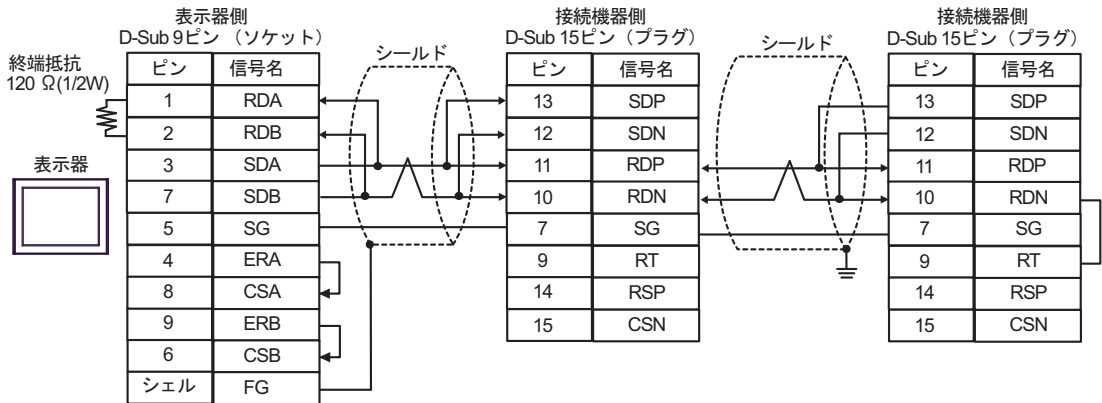 表示器側
D-Sub 9ピン （ソケット）
接続機器側
D-Sub 15ピン（プラグ）
接続機器側
D-Sub 15ピン（プラグ）
終端抵抗
120 Ω(1/2W)
シールド
シールド
表示器
ピン 信号名
1 RDA
2 RDB
3 SDA
7 SDB
5 SG
4 ERA
8 CSA
9 ERB
6 CSB
シェル FG
ピン 信号名
13 SDP
12 SDN
11 RDP
10 RDN
7 SG
9 RT
14 RSP
15 CSN
ピン 信号名
13 SDP
12 SDN
11 RDP
10 RDN
7 SG
9 RT
14 RSP
15 CSN